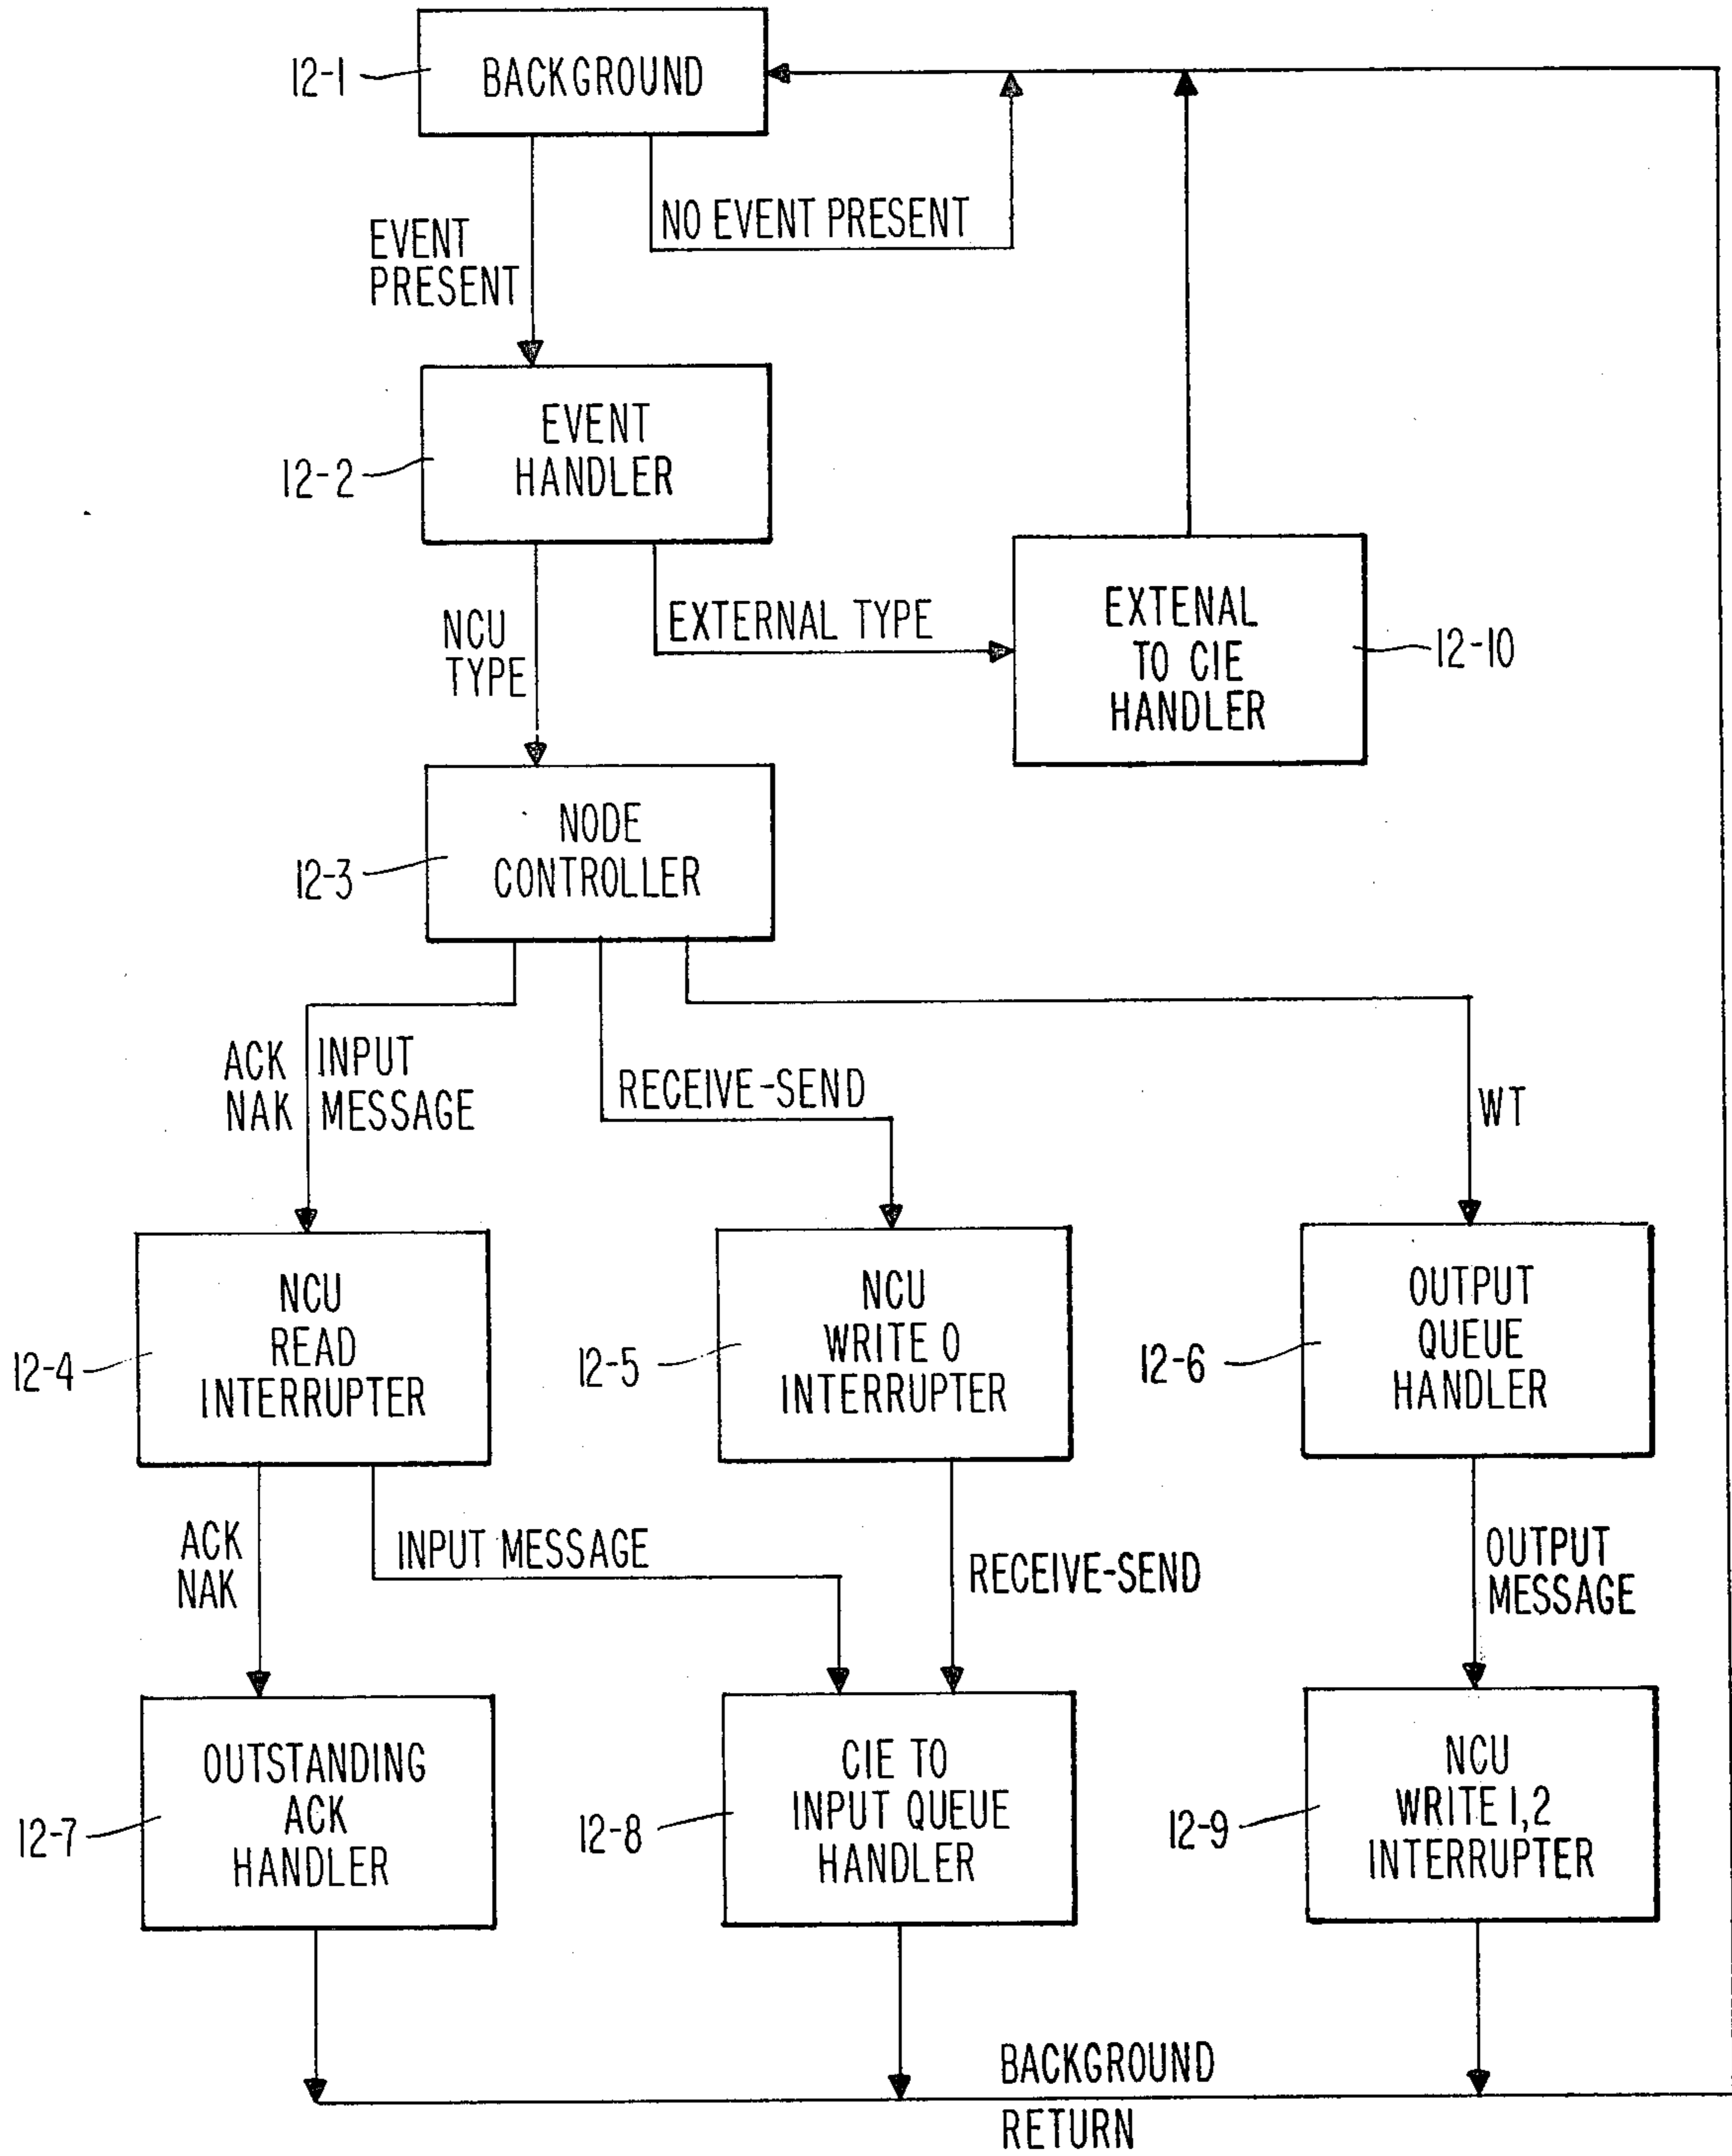 12-1
BACKGROUND
NO EVENT PRESENT
EVENT
PRESENT
EVENT
HANDLER
12-2
EXTERNAL TYPE
NCU
TYPE
EXTENAL
TO CIE
HANDLER
12-10
NODE
CONTROLLER
12-3
ACK
NAK
INPUT
MESSAGE
RECEIVE-SEND
WT
NCU
READ
INTERRUPTER
12-4
NCU
WRITE 0
INTERRUPTER
12-5
OUTPUT
QUEUE
HANDLER
12-6
ACK
NAK
INPUT MESSAGE
RECEIVE-SEND
OUTPUT
MESSAGE
OUTSTANDING
ACK
HANDLER
12-7
CIE TO
INPUT QUEUE
HANDLER
12-8
NCU
WRITE 1,2
INTERRUPTER
12-9
BACKGROUND
RETURN